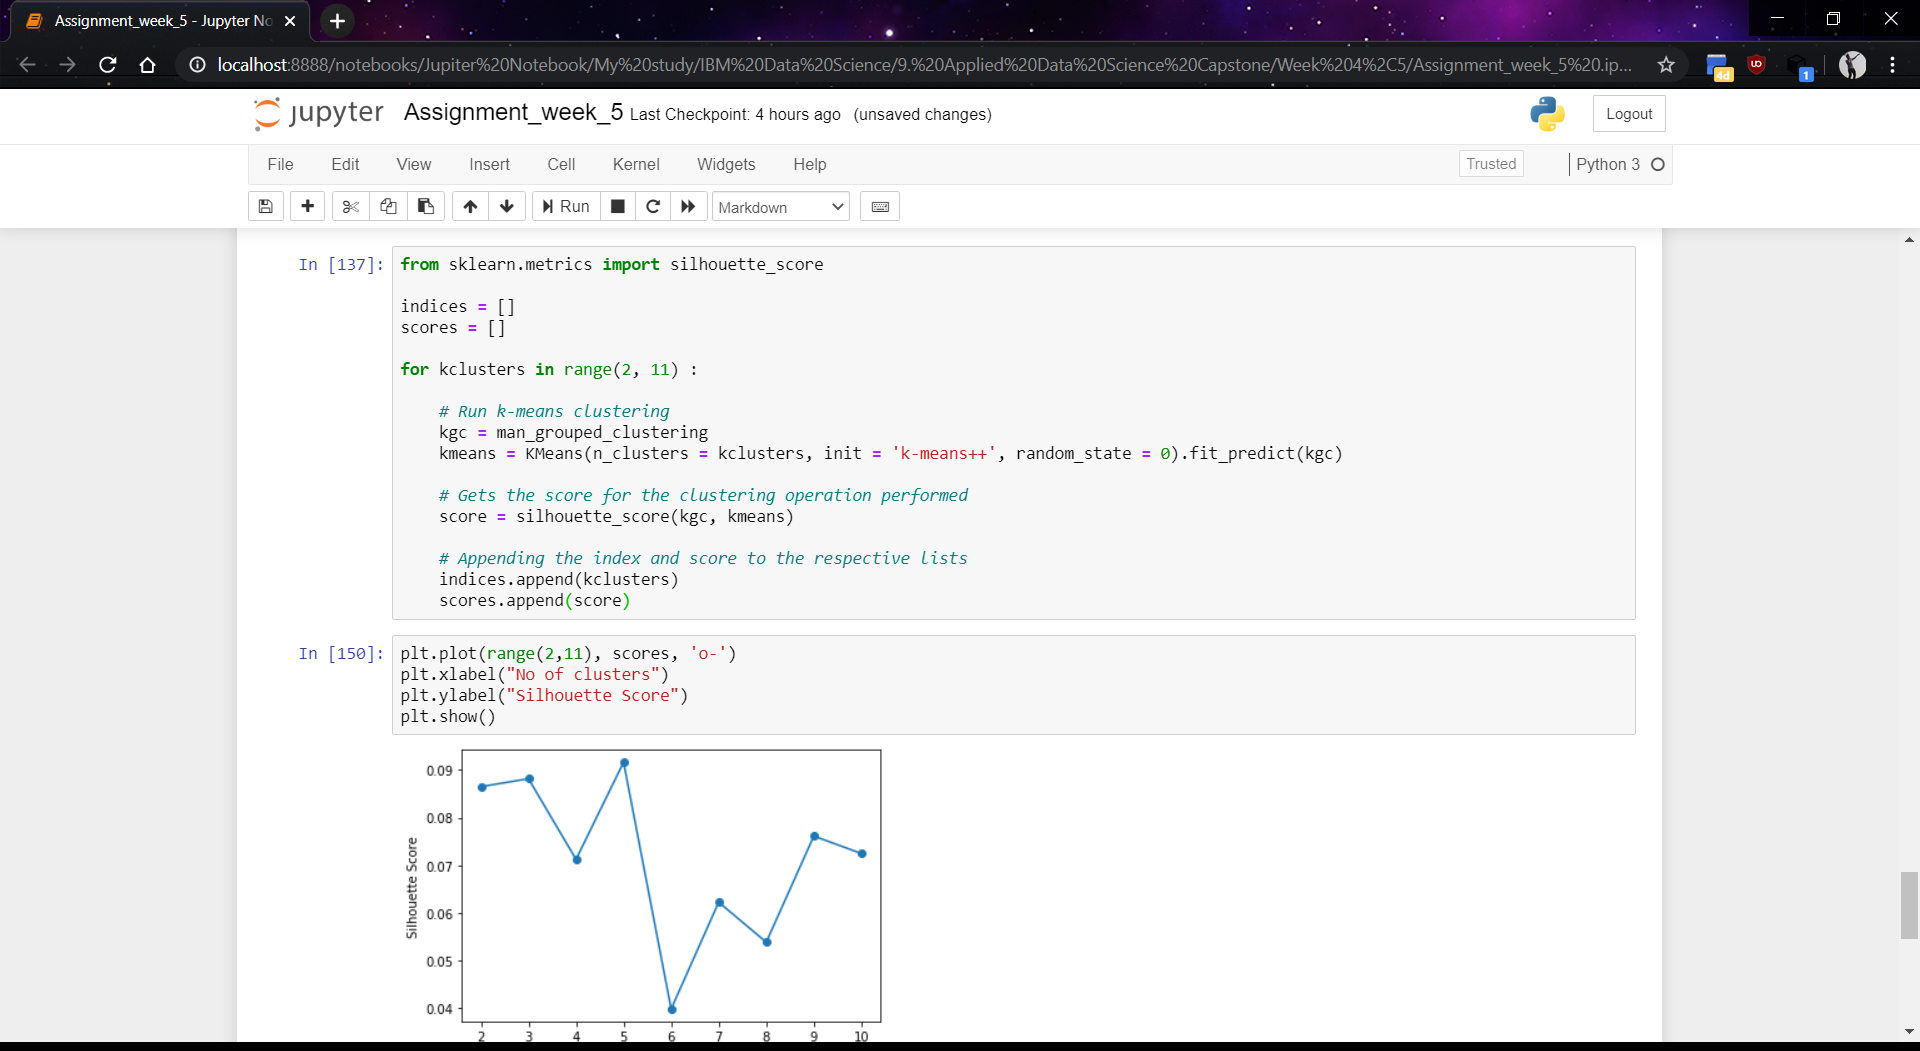 Assignment_week_5 - Jupyter No
localhost:8888/notebooks/Jupiter%20Notebook/My%20study/IBM%20Data%20Science/9.%20Applied%20Data%20Science%20Capstone/Week%204%2C5/Assignment_week_5%20.ip...
4d
UD
1
jupyter Assignment_week_5 Last Checkpoint: 4 hours ago (unsaved changes)
Logout
File Edit View Insert Cell Kernel Widgets Help
Trusted
Python 3
Run
Markdown
In [137]:
from sklearn.metrics import silhouette_score
indices = []
scores = []
for kclusters in range(2, 11) :
# Run k-means clustering
kgc = man_grouped_clustering
kmeans = KMeans(n_clusters = kclusters, init = 'k-means++', random_state = 0).fit_predict(kgc)
# Gets the score for the clustering operation performed
score = silhouette_score(kgc, kmeans)
# Appending the index and score to the respective lists
indices.append(kclusters)
scores.append(score)
In [150]:
plt.plot(range(2,11), scores, 'o-')
plt.xlabel("No of clusters")
plt.ylabel("Silhouette Score")
plt.show()
Silhouette Score
0.09
0.08
0.07
0.06
0.05
0.04
2 3 4 5 6 7 8 9 10